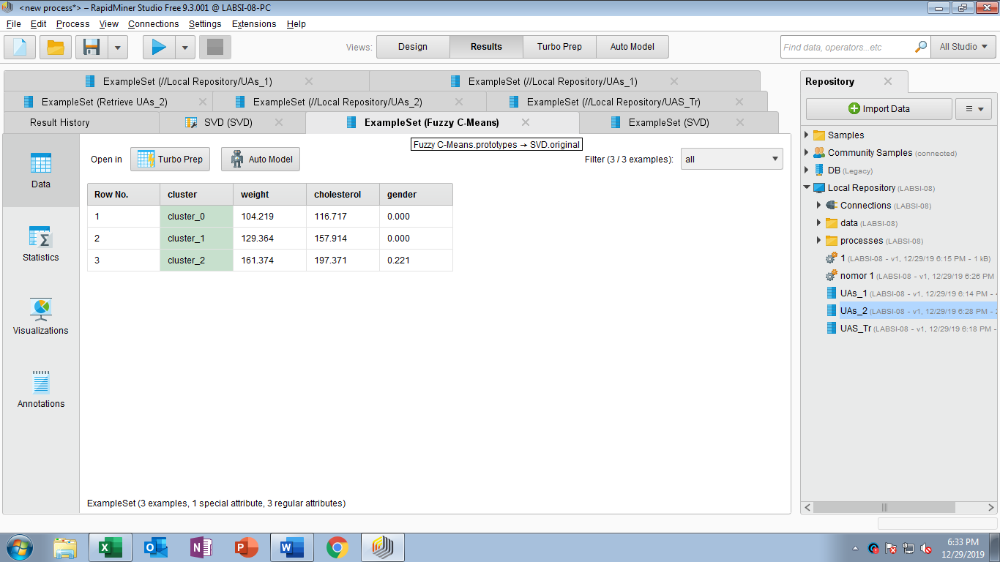 <new process*> – RapidMiner Studio Free 9.3.001 @ LABSI-08-PC
File Edit Process View Connections Settings Extensions Help
Views: Design Results Turbo Prep Auto Model Find data, operators...etc All Studio
ExampleSet (///Local Repository/UAs_1) ExampleSet (///Local Repository/UAs_1)
ExampleSet (Retrieve UAs_2) ExampleSet (///Local Repository/UAs_2) ExampleSet (///Local Repository/UAS_Tr)
Result History SVD (SVD) ExampleSet (Fuzzy C-Means) ExampleSet (SVD)
Fuzzy C-Means.prototypes → SVD.original
Open in Turbo Prep Auto Model Filter (3 / 3 examples): all
Data
Statistics
Visualizations
Annotations
Row No. cluster weight cholesterol gender
1 cluster_0 104.219 116.717 0.000
2 cluster_1 129.364 157.914 0.000
3 cluster_2 161.374 197.371 0.221
ExampleSet (3 examples, 1 special attribute, 3 regular attributes)
Repository
Import Data
Samples
Community Samples (connected)
DB (Legacy)
Local Repository (LABSI-08)
Connections (LABSI-08)
data (LABSI-08)
processes (LABSI-08)
1 (LABSI-08 - v1, 12/29/19 6:15 PM - 1 kB)
nomor 1 (LABSI-08 - v1, 12/29/19 6:26 PM
UAs_1 (LABSI-08 - v1, 12/29/19 6:14 PM -
UAs_2 (LABSI-08 - v1, 12/29/19 6:28 PM -
UAS_Tr (LABSI-08 - v1, 12/29/19 6:18 PM -
6:33 PM
12/29/2019